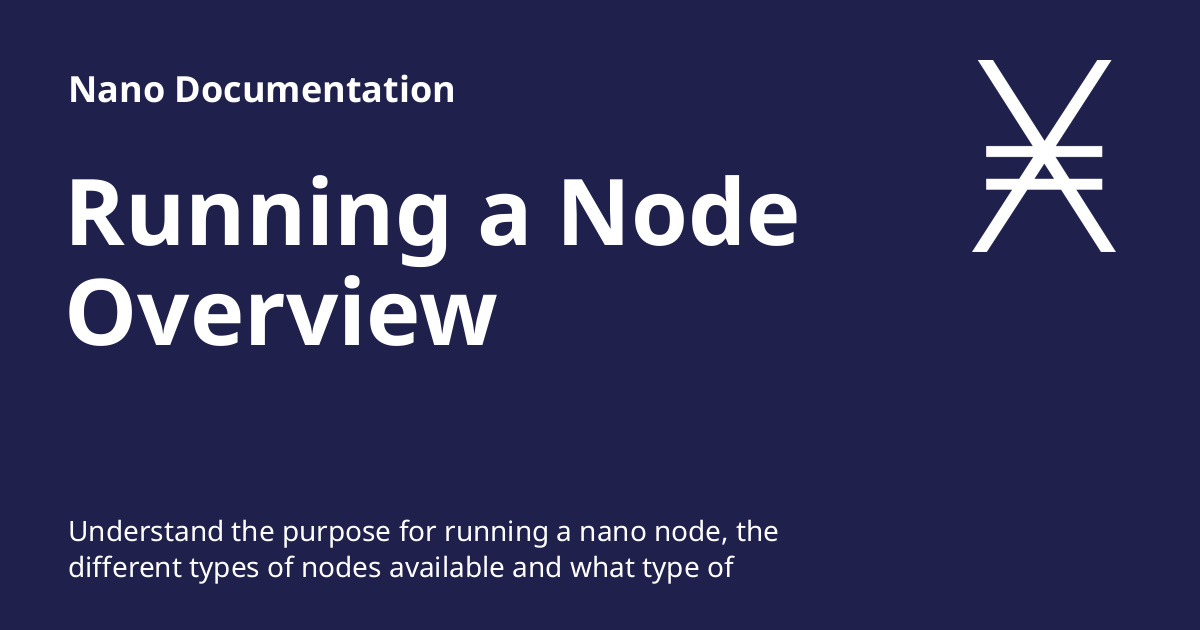 Nano Documentation
Running a Node
Overview
Understand the purpose for running a nano node, the
different types of nodes available and what type of